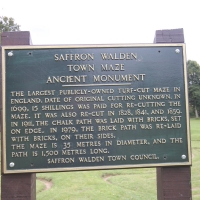 SAFFRON WALDEN
TOWN MAZE
ANCIENT MONUMENT
THE LARGEST PUBLICLY-OWNED TURF-CUT MAZE IN
ENGLAND. DATE OF ORIGINAL CUTTING UNKNOWN, IN
1699, 15 SHILLINGS WAS PAID FOR RE-CUTTING THE
MAZE. IT WAS ALSO RE-CUT IN 1828, 1841, AND 1859.
IN 1911, THE CHALK PATH WAS LAID WITH BRICKS, SET
ON EDGE. IN 1979, THE BRICK PATH WAS RE-LAID
WITH BRICKS, ON THEIR SIDES.
THE MAZE IS 35 METRES IN DIAMETER, AND THE
PATH IS 1,500 METRES LONG.
SAFFRON WALDEN TOWN COUNCIL